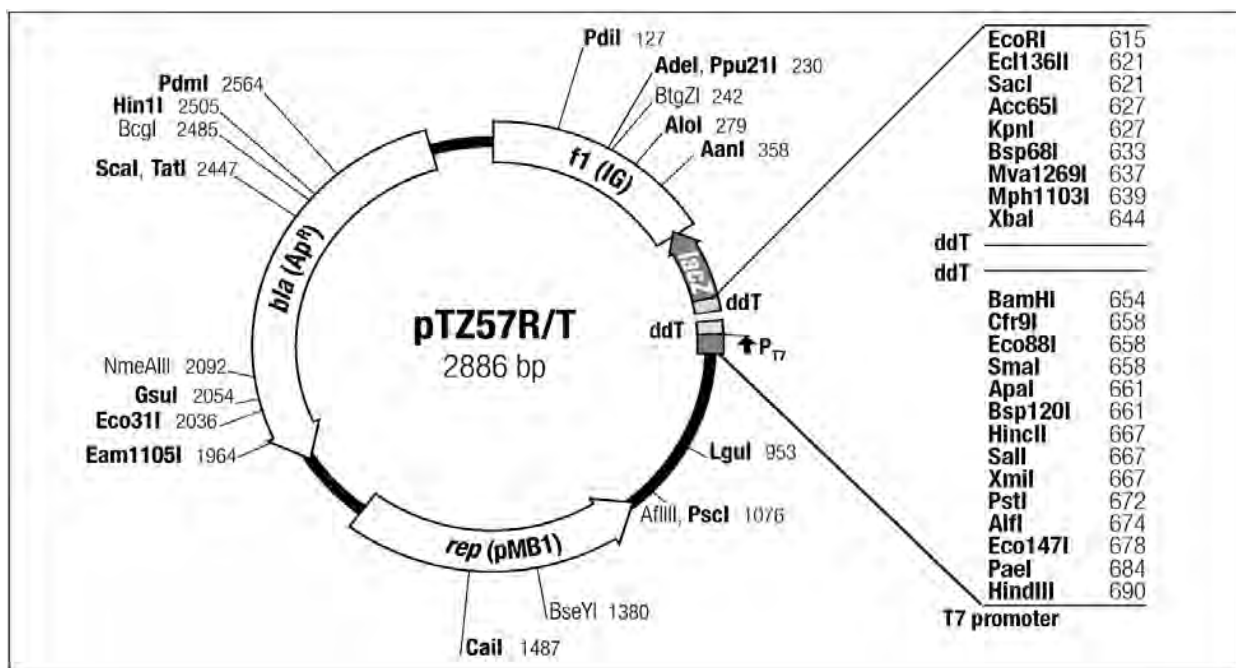 PdiI 127
AdeI, Ppu21I 230
BtgZI 242
AloI 279
AanI 358
PdmI 2564
Hin1I 2505
BcgI 2485
ScaI, TatI 2447
f1 (IG)
lacZ
bla (ApR)
ddT
ddT
PT7
pTZ57R/T
2886 bp
NmeAIII 2092
GsuI 2054
Eco31I 2036
Eam1105I 1964
LguI 953
AflIII, PscI 1076
rep (pMB1)
BseYI 1380
CaiI 1487
EcoRI 615
Ecl136II 621
SacI 621
Acc65I 627
KpnI 627
Bsp68I 633
Mva1269I 637
Mph1103I 639
XbaI 644
ddT
ddT
BamHI 654
Cfr9I 658
Eco88I 658
SmaI 658
ApaI 661
Bsp120I 661
HincII 667
SalI 667
XmiI 667
PstI 672
AlfI 674
Eco147I 678
PaeI 684
HindIII 690
T7 promoter